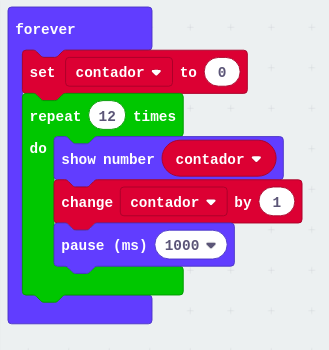 forever
set contador to 0
repeat 12 times
do
show number contador
change contador by 1
pause (ms) 1000